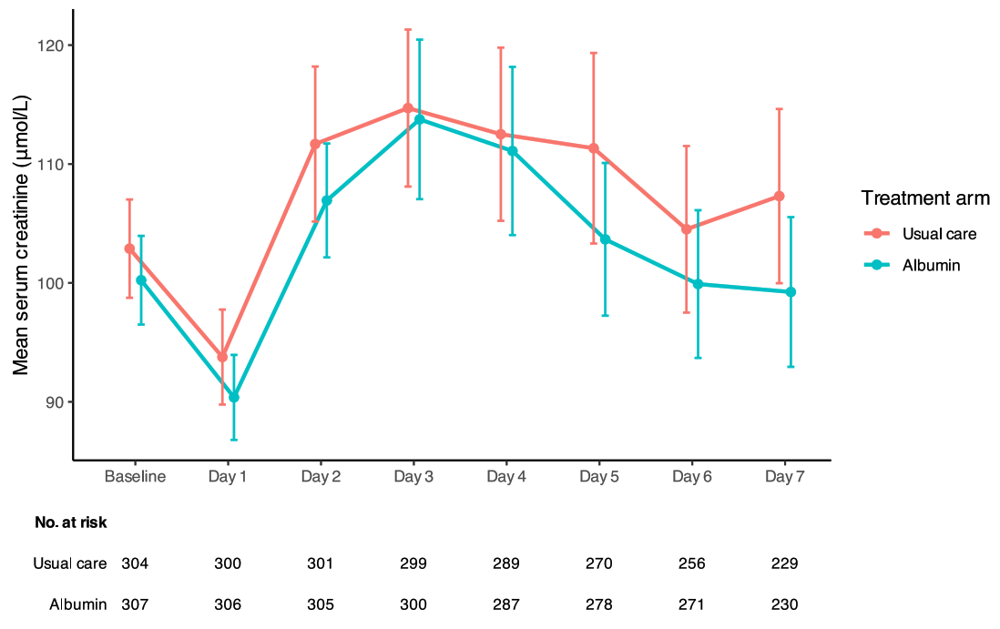 120
110
100
90
Mean serum creatinine (µmol/L)
Treatment arm
Usual care
Albumin
Baseline Day 1 Day 2 Day 3 Day 4 Day 5 Day 6 Day 7
No. at risk
Usual care 304 300 301 299 289 270 256 229
Albumin 307 306 305 300 287 278 271 230